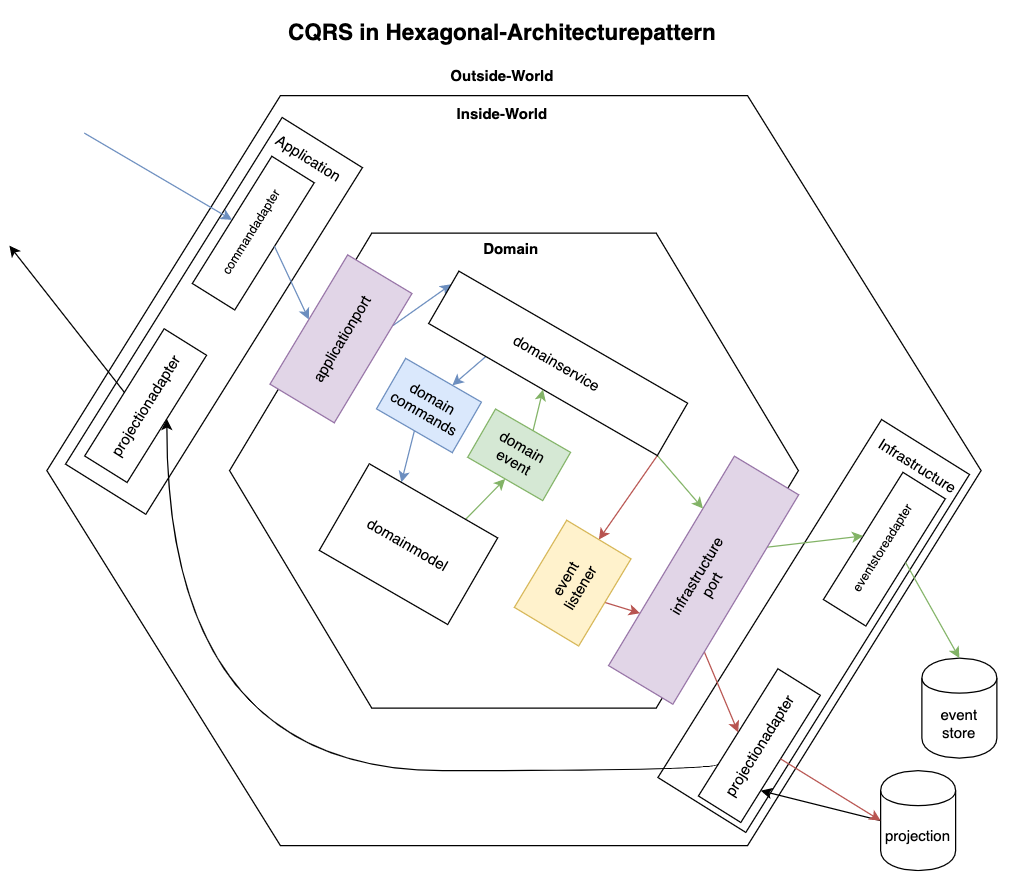 CQRS in Hexagonal-Architecturepattern
Outside-World
Inside-World
Application
commandadapter
projectionadapter
Domain
applicationport
domainservice
domain
commands
domain
event
domainmodel
event
listener
infrastructure
port
Infrastructure
eventstoreadapter
projectionadapter
event
store
projection